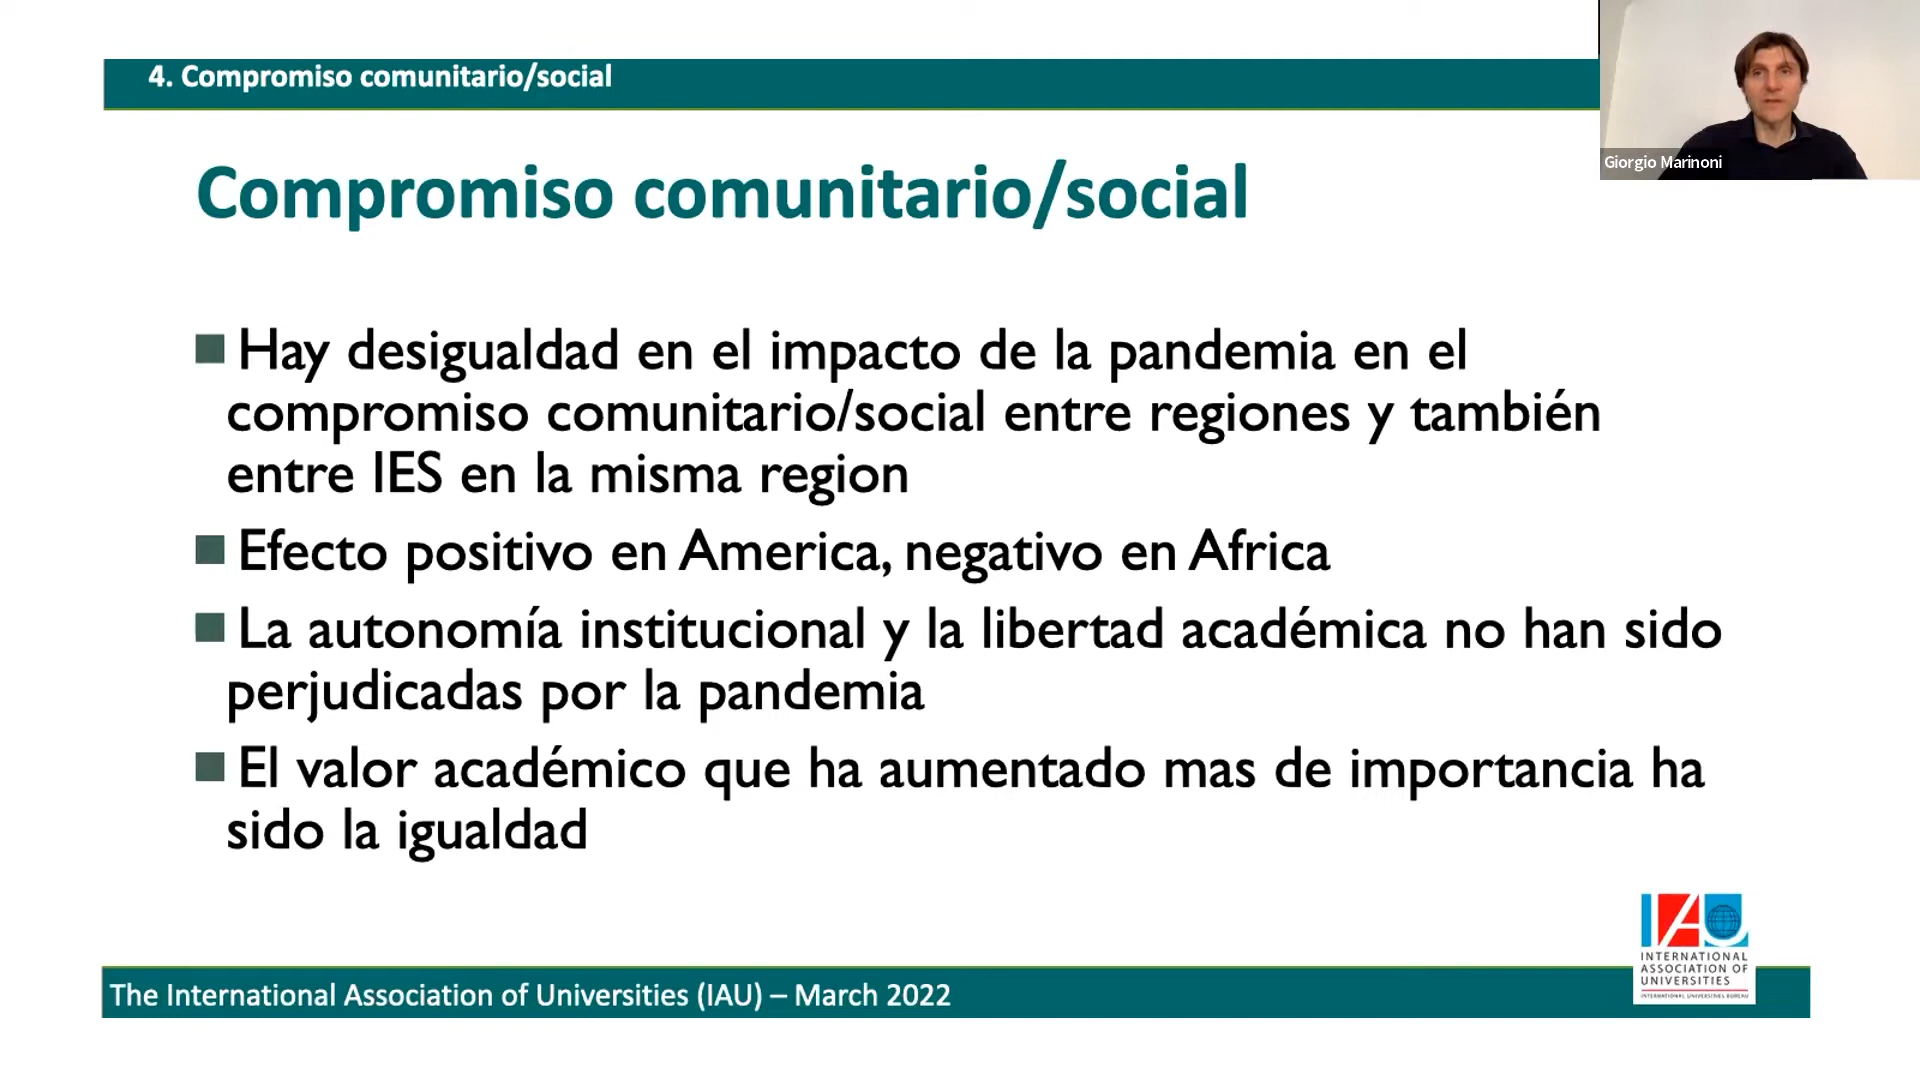 4. Compromiso comunitario/social
Giorgio Marinoni
Compromiso comunitario/social
Hay desigualdad en el impacto de la pandemia en el
compromiso comunitario/social entre regiones y también
entre IES en la misma region
Efecto positivo en America, negativo en Africa
La autonomía institucional y la libertad académica no han sido
perjudicadas por la pandemia
El valor académico que ha aumentado mas de importancia ha
sido la igualdad
IAU
INTERNATIONAL
ASSOCIATION OF
UNIVERSITIES
INTERNATIONAL UNIVERSITIES BUREAU
The International Association of Universities (IAU) – March 2022